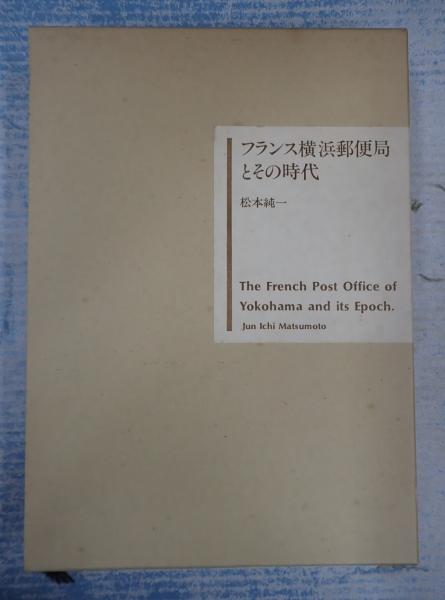 フランス横浜郵便局
とその時代
松本純一
The French Post Office of
Yokohama and its Epoch.
Jun Ichi Matsumoto